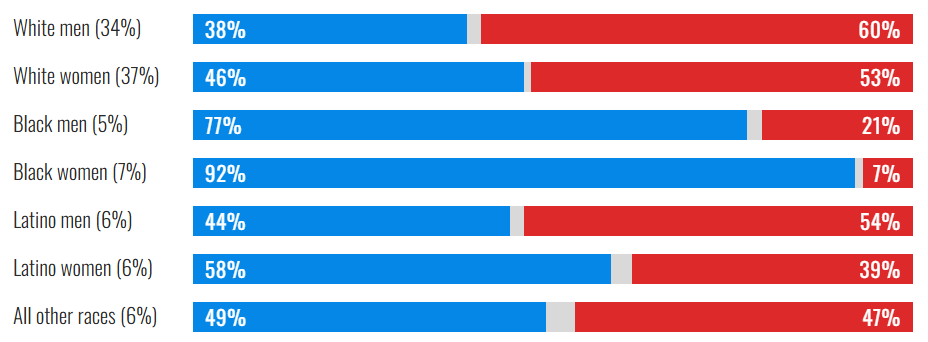 White men (34%) 38% 60%
White women (37%) 46% 53%
Black men (5%) 77% 21%
Black women (7%) 92% 7%
Latino men (6%) 44% 54%
Latino women (6%) 58% 39%
All other races (6%) 49% 47%